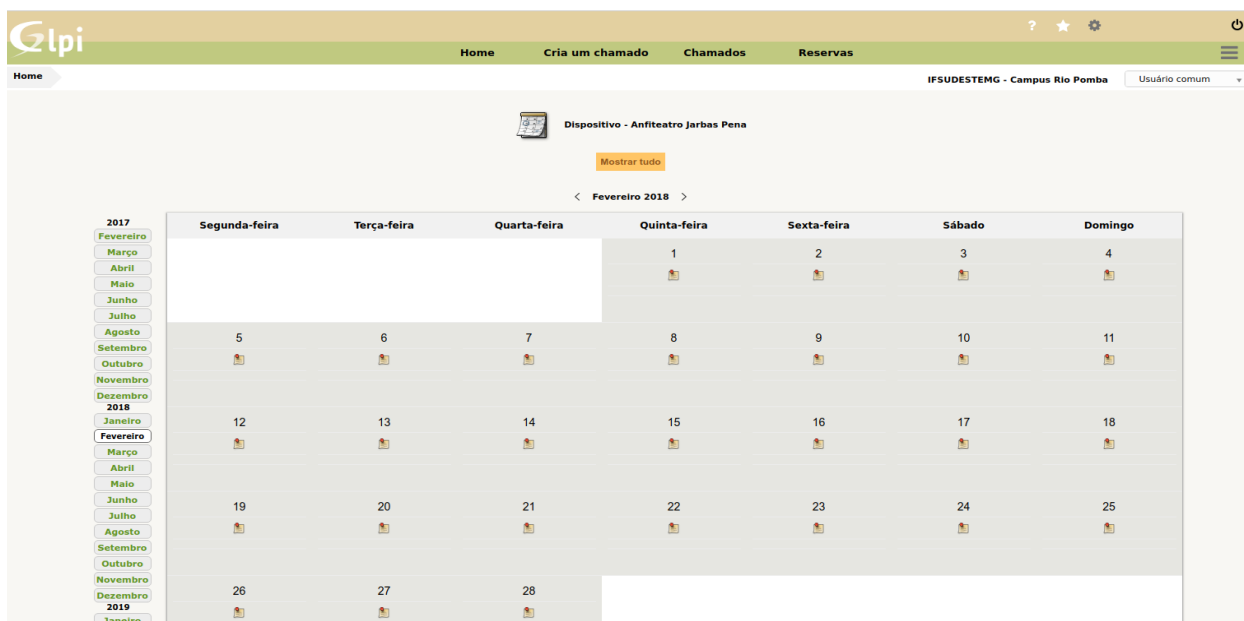 Glpi
?
Home Cria um chamado Chamados Reservas
Home
IFSUDESTEMG - Campus Rio Pomba Usuário comum
Dispositivo - Anfiteatro Jarbas Pena
Mostrar tudo
< Fevereiro 2018 >
2017
Fevereiro
Março
Abril
Maio
Junho
Julho
Agosto
Setembro
Outubro
Novembro
Dezembro
2018
Janeiro
Fevereiro
Março
Abril
Maio
Junho
Julho
Agosto
Setembro
Outubro
Novembro
Dezembro
2019
Janeiro
Segunda-feira Terça-feira Quarta-feira Quinta-feira Sexta-feira Sábado Domingo
1 2 3 4
5 6 7 8 9 10 11
12 13 14 15 16 17 18
19 20 21 22 23 24 25
26 27 28